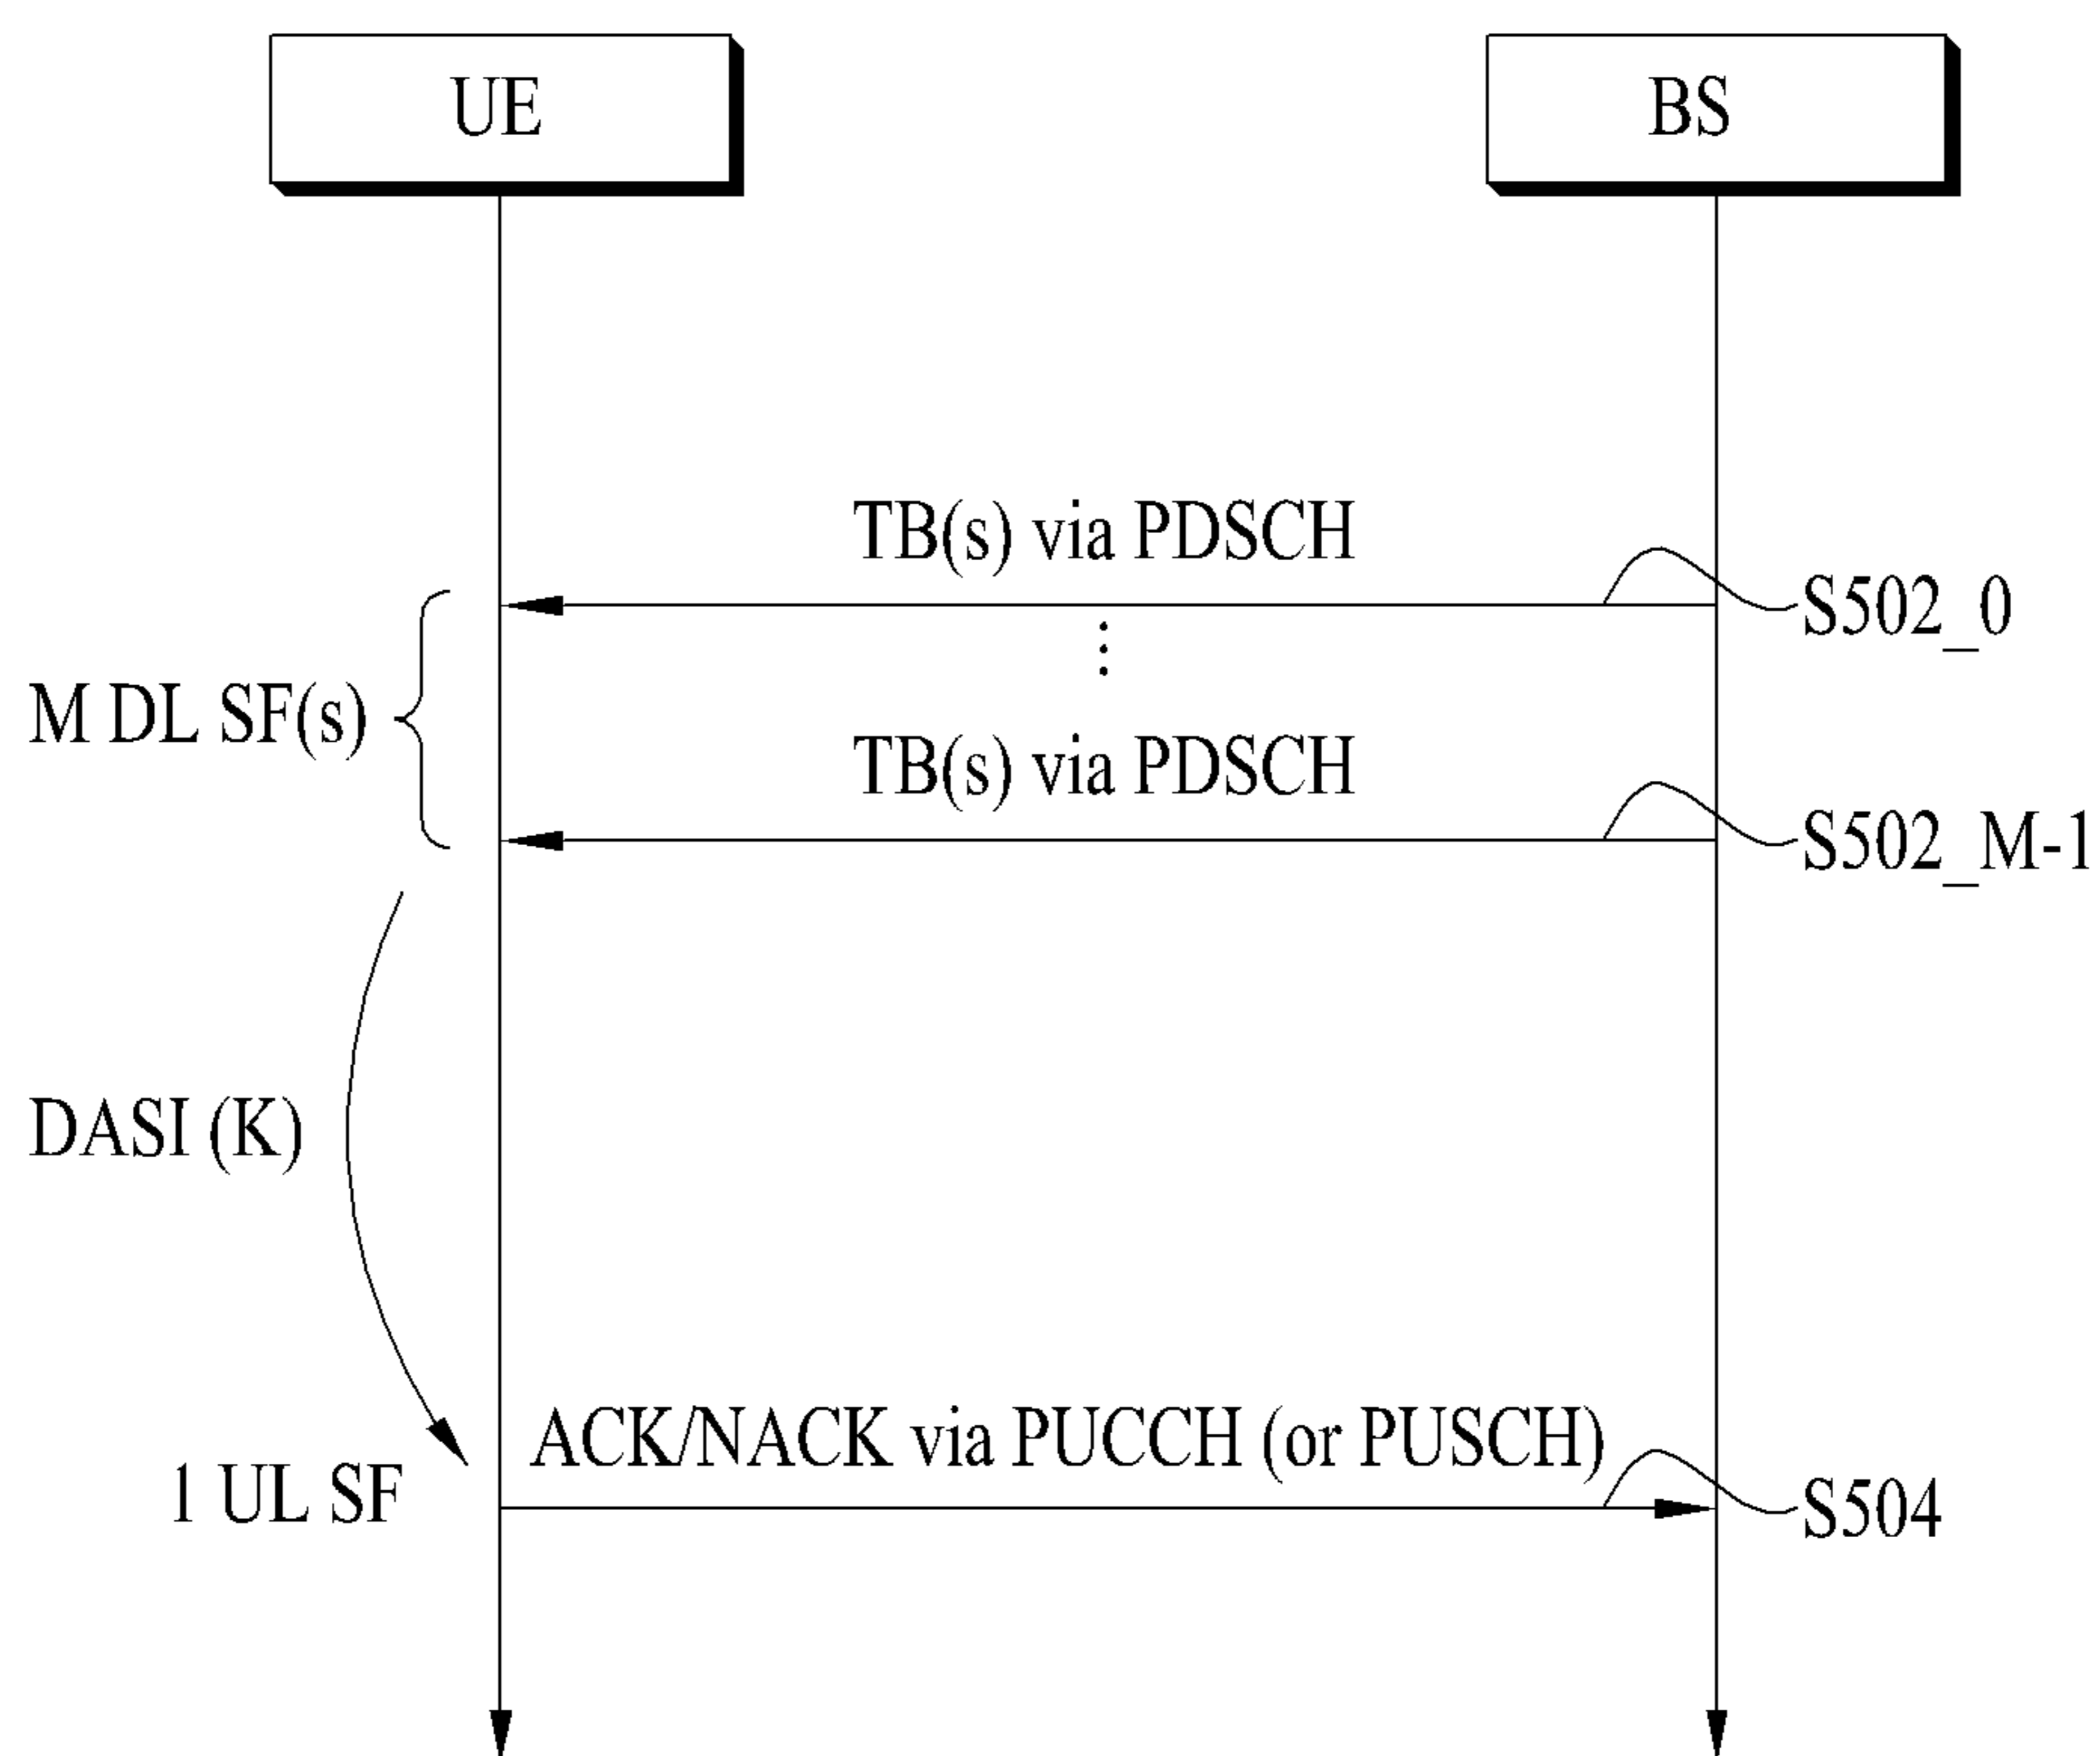 UE
BS
TB(s) via PDSCH
S502_0
M DL SF(s)
TB(s) via PDSCH
S502_M-1
DASI (K)
ACK/NACK via PUCCH (or PUSCH)
1 UL SF
S504